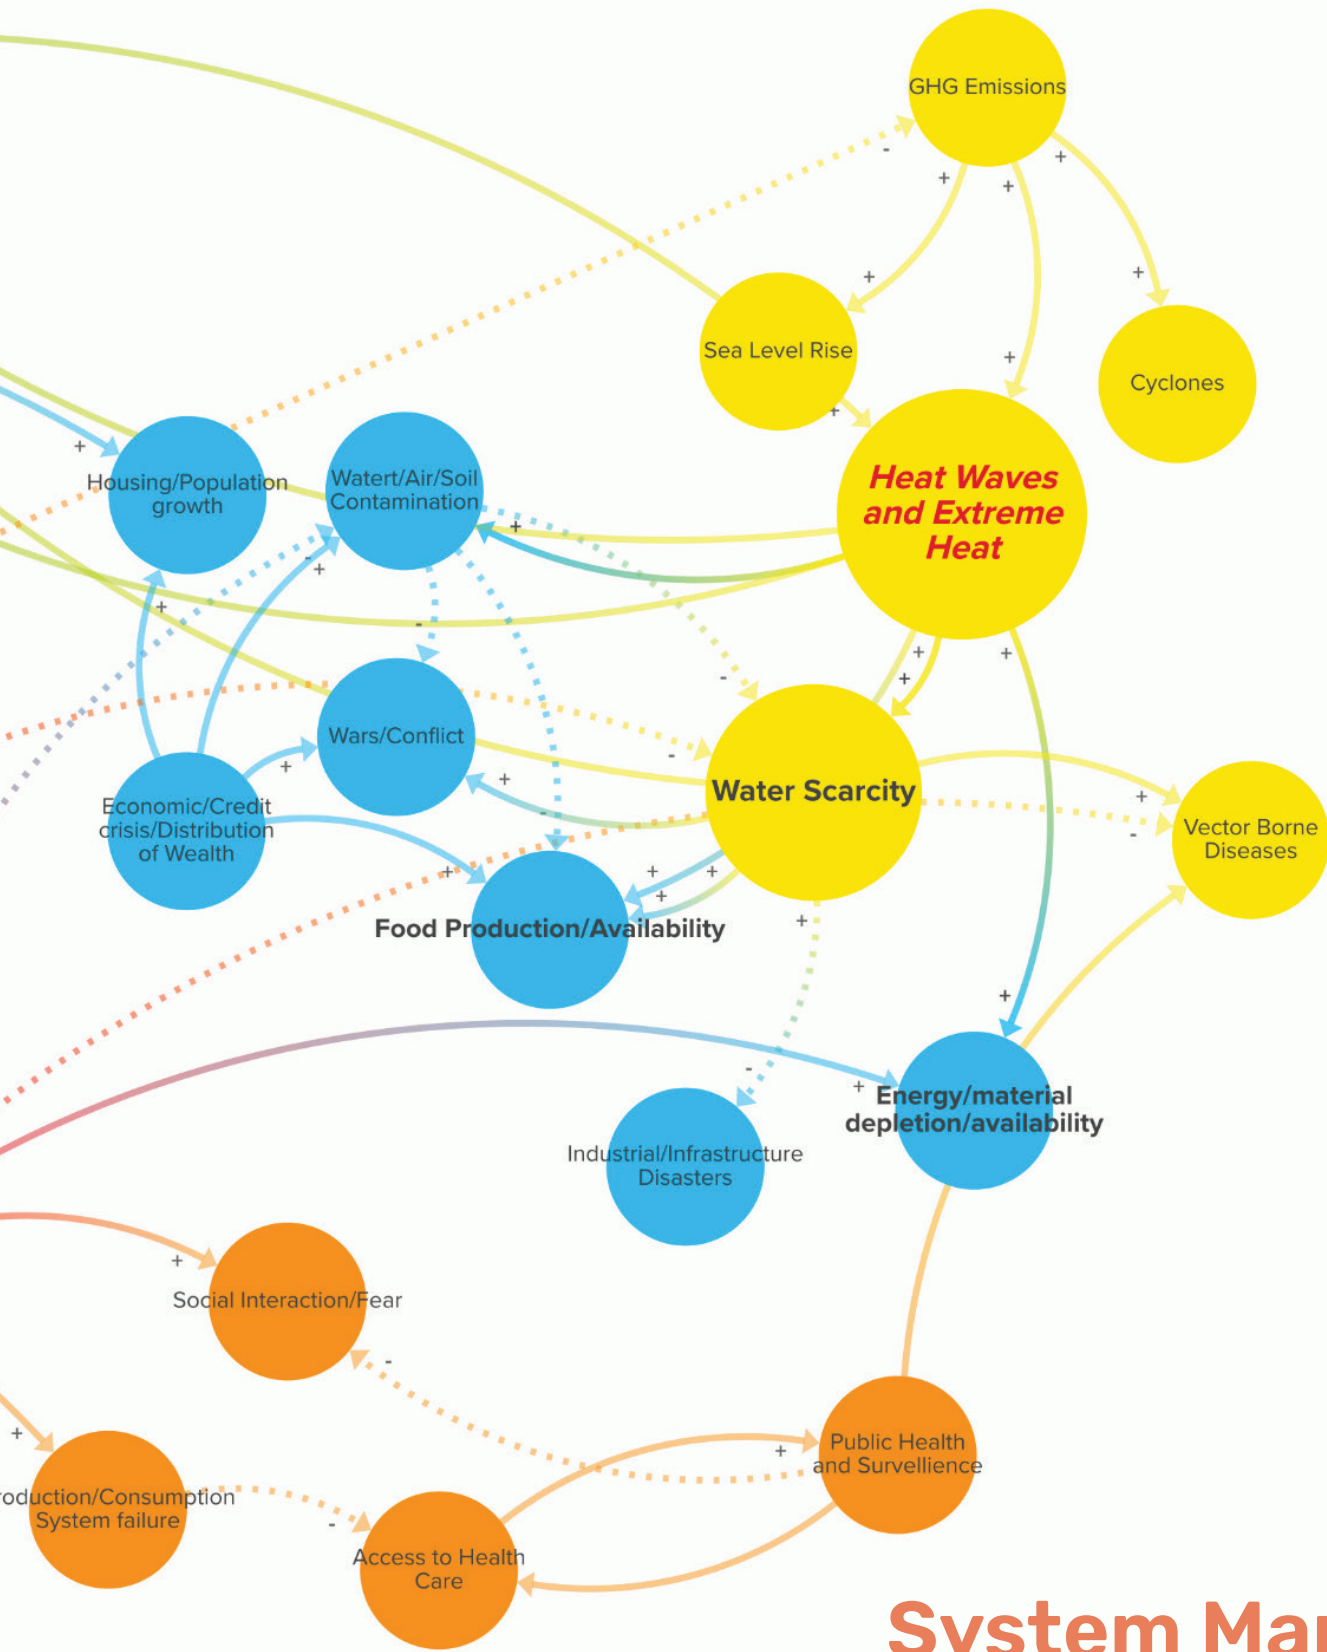 GHG Emissions
Sea Level Rise
Cyclones
Heat Waves
and Extreme
Heat
Housing/Population
growth
Watert/Air/Soil
Contamination
Wars/Conflict
Water Scarcity
Economic/Credit
crisis/Distribution
of Wealth
Vector Borne
Diseases
Food Production/Availability
Energy/material
depletion/availability
Industrial/Infrastructure
Disasters
Social Interaction/Fear
Public Health
and Survellience
roduction/Consumption
System failure
Access to Health
Care
System Map